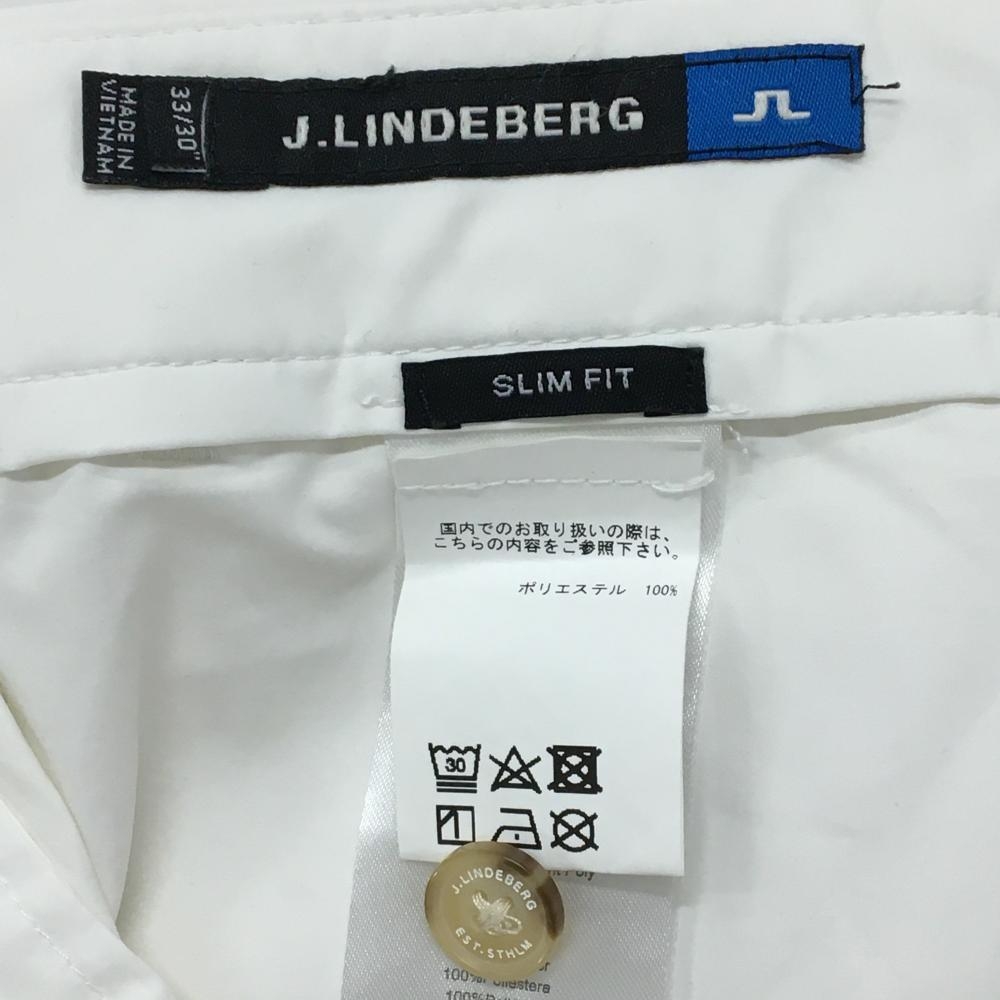 MADE IN
VIETNAM
33/30"
J.LINDEBERG
SLIM FIT
国内でのお取り扱いの際は、
こちらの内容をご参照下さい。
ポリエステル 100%
30
J.LINDEBERG
EST.STHLM
Poly
100%
100%